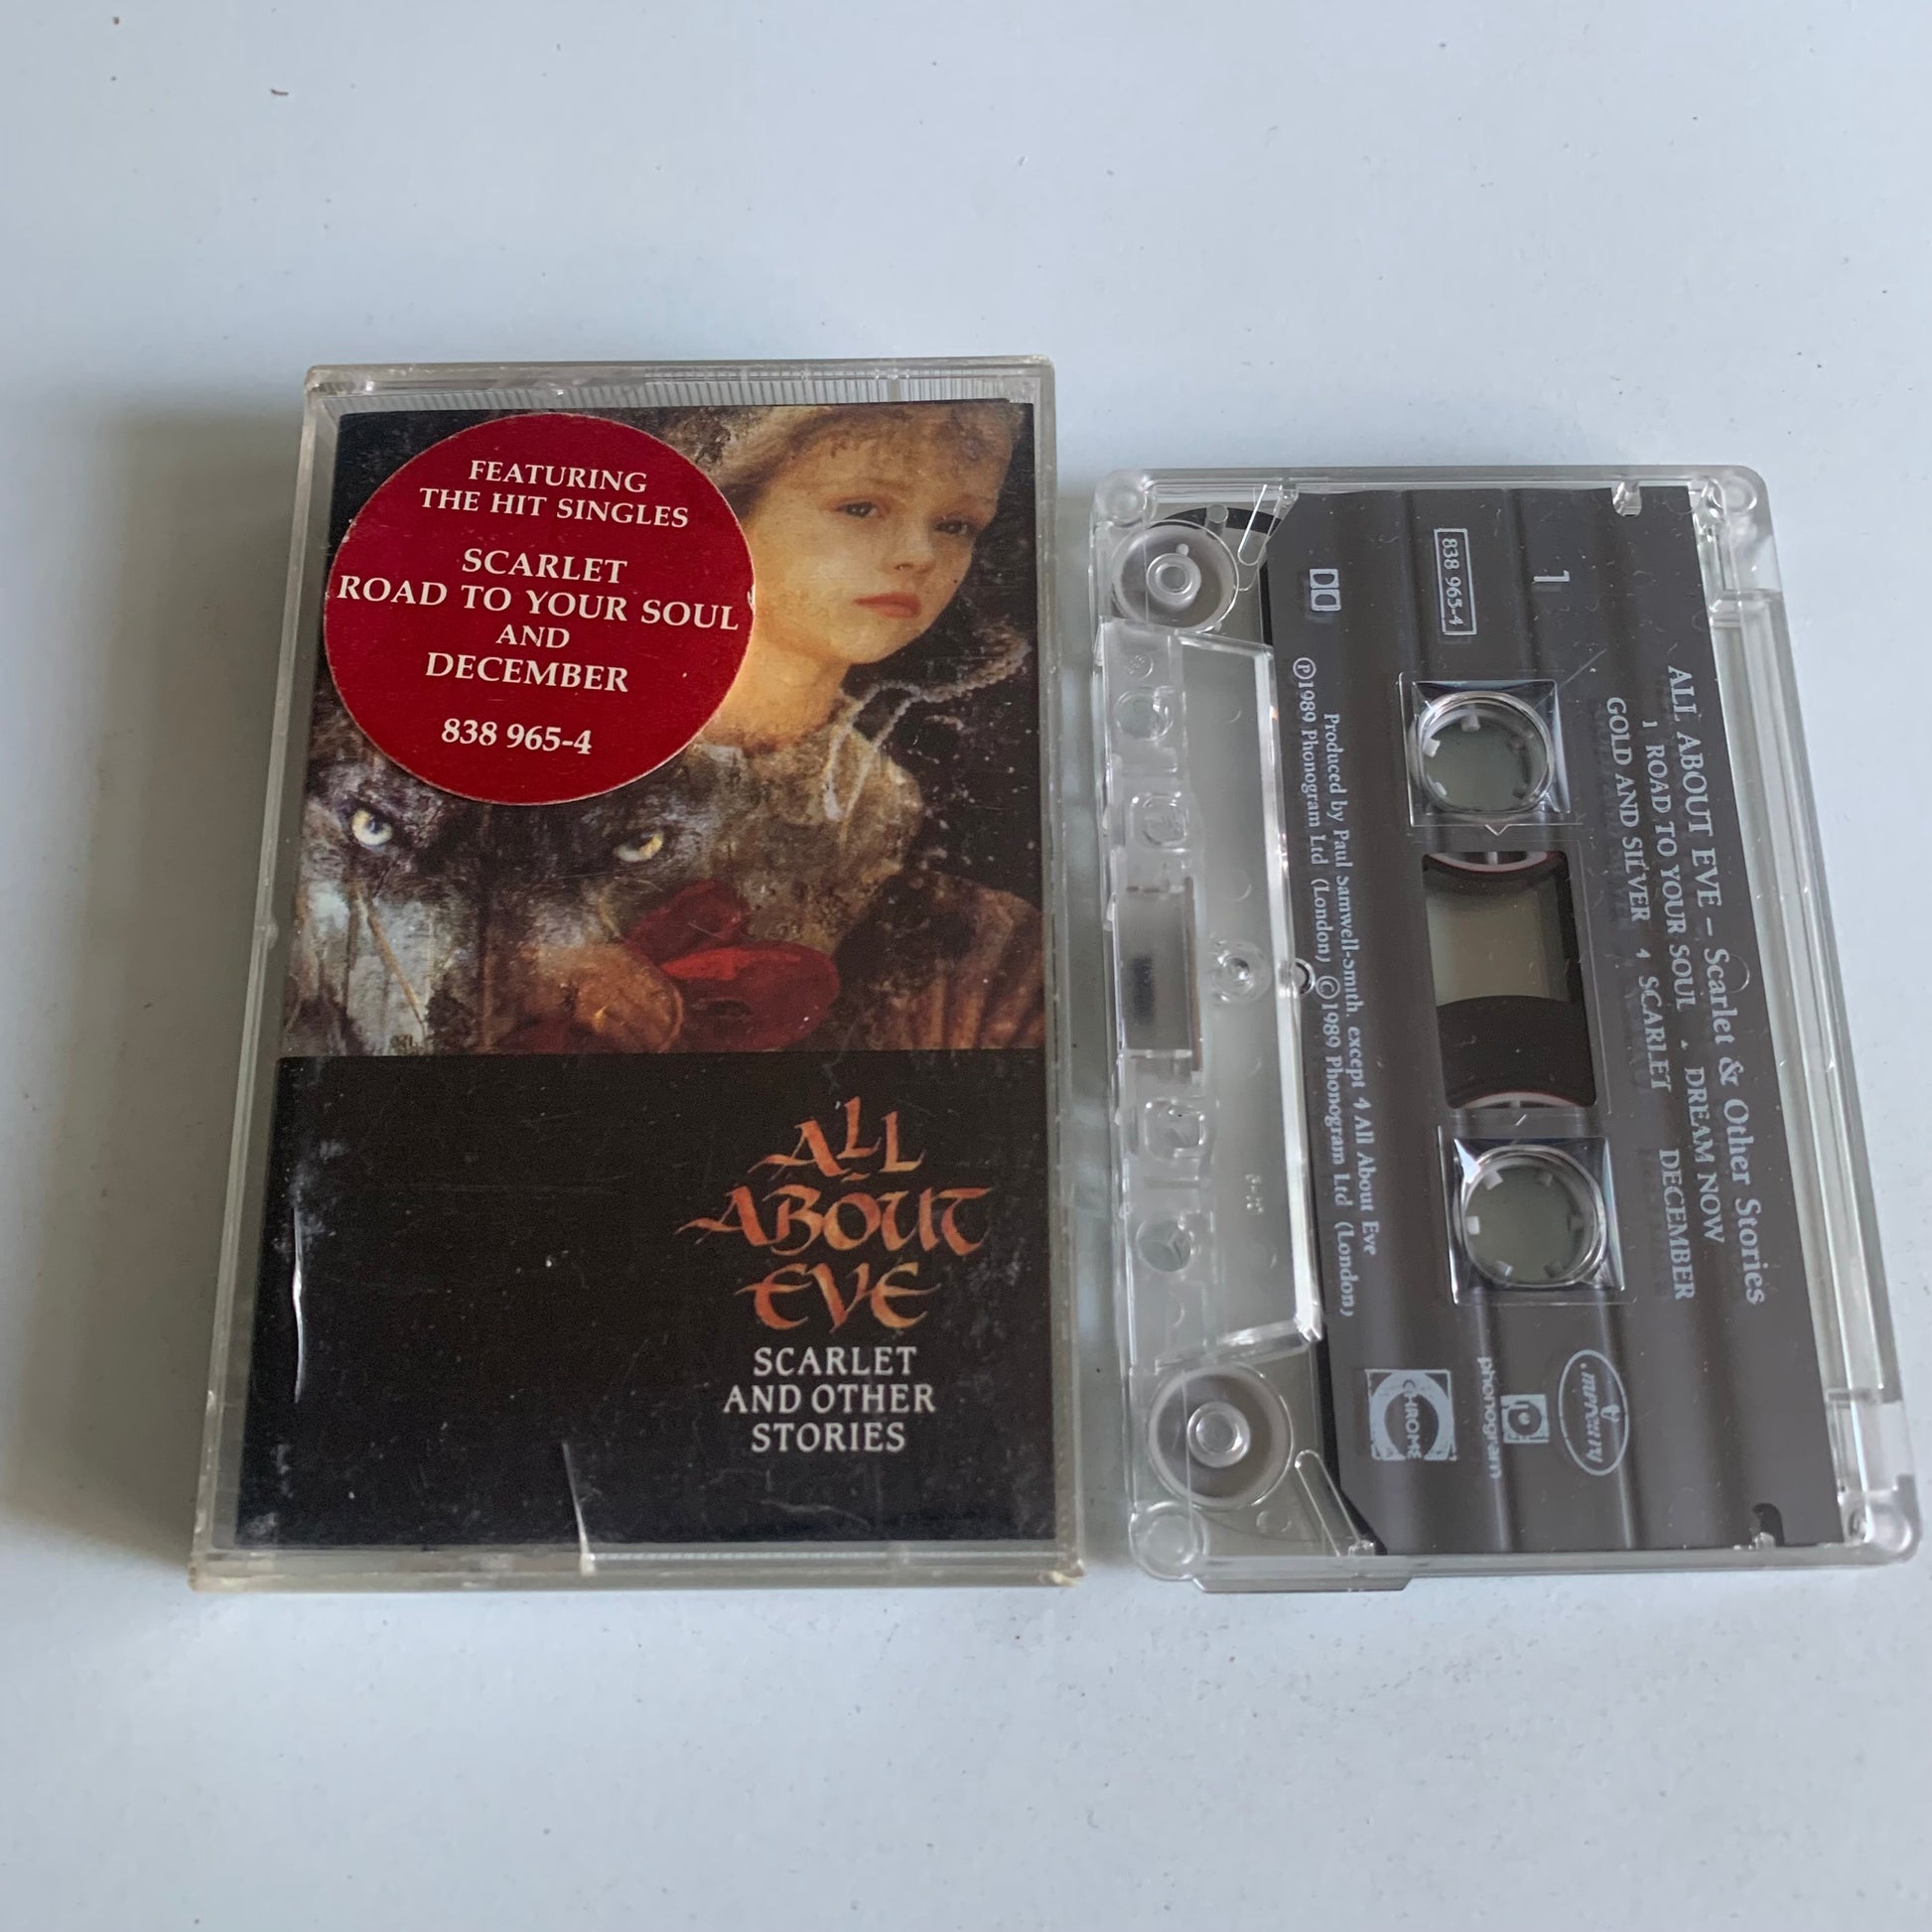 FEATURING
THE HIT SINGLES
SCARLET
ROAD TO YOUR SOUL
AND
DECEMBER
838 965-4
ALL
ABOUT
EVE
SCARLET
AND OTHER
STORIES
ALL ABOUT EVE – Scarlet & Other Stories
1 ROAD TO YOUR SOUL DREAM NOW
GOLD AND SILVER 4 SCARLET DECEMBER
1
838 965-4
Produced by Paul Samwell-Smith. except 4 All About Eve
℗1989 Phonogram Ltd (London) ©1989 Phonogram Ltd (London)
mercury
phonogram
CHROME